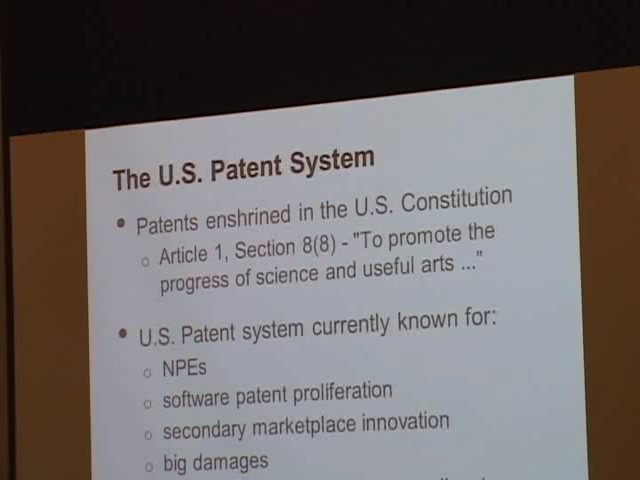 The U.S. Patent System
• Patents enshrined in the U.S. Constitution
o Article 1, Section 8(8) - "To promote the
progress of science and useful arts ..."
• U.S. Patent system currently known for:
o NPEs
o software patent proliferation
o secondary marketplace innovation
o big damages